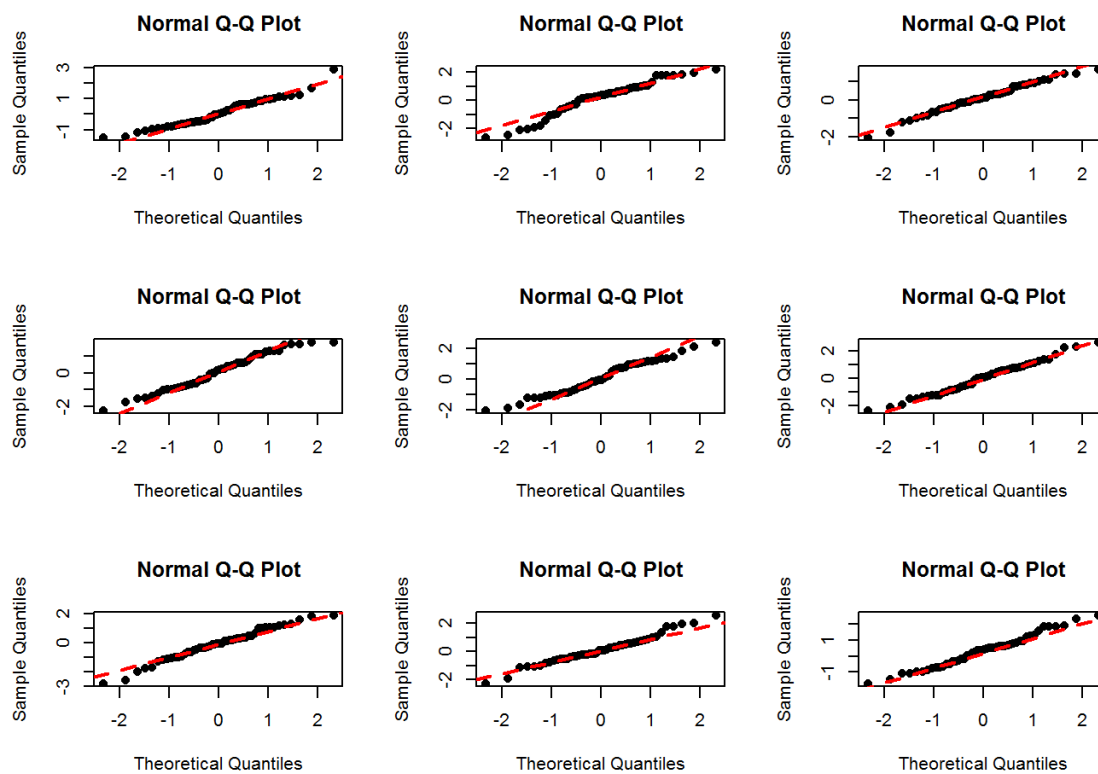 Normal Q-Q Plot
Sample Quantiles
3
1
-1
-2 -1 0 1 2
Theoretical Quantiles
Normal Q-Q Plot
Sample Quantiles
2
0
-2
-2 -1 0 1 2
Theoretical Quantiles
Normal Q-Q Plot
Sample Quantiles
0
-2
-2 -1 0 1 2
Theoretical Quantiles
Normal Q-Q Plot
Sample Quantiles
0
-2
-2 -1 0 1 2
Theoretical Quantiles
Normal Q-Q Plot
Sample Quantiles
2
0
-2
-2 -1 0 1 2
Theoretical Quantiles
Normal Q-Q Plot
Sample Quantiles
2
0
-2
-2 -1 0 1 2
Theoretical Quantiles
Normal Q-Q Plot
Sample Quantiles
2
0
-3
-2 -1 0 1 2
Theoretical Quantiles
Normal Q-Q Plot
Sample Quantiles
2
0
-2
-2 -1 0 1 2
Theoretical Quantiles
Normal Q-Q Plot
Sample Quantiles
1
-1
-2 -1 0 1 2
Theoretical Quantiles